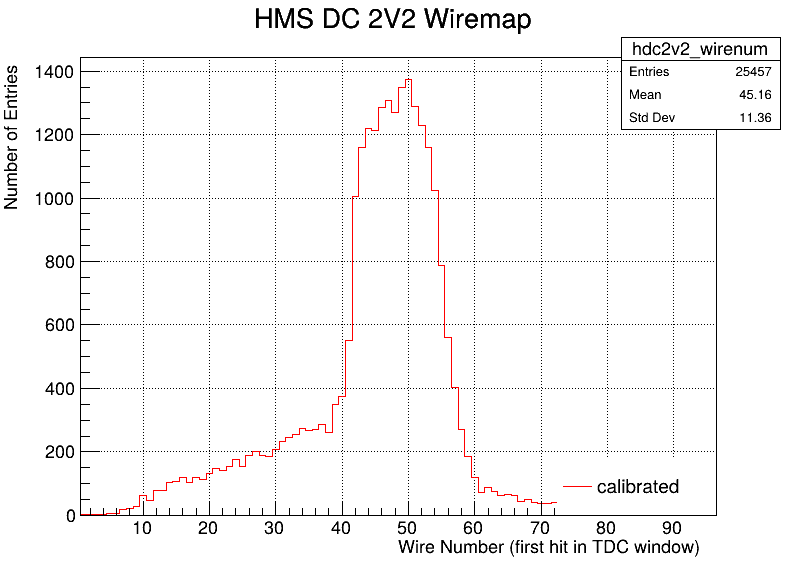 HMS DC 2V2 Wiremap
hdc2v2_wirenum
Entries 25457
Mean 45.16
Std Dev 11.36
Number of Entries
1400
1200
1000
800
600
400
200
0
10 20 30 40 50 60 70 80 90
calibrated
Wire Number (first hit in TDC window)